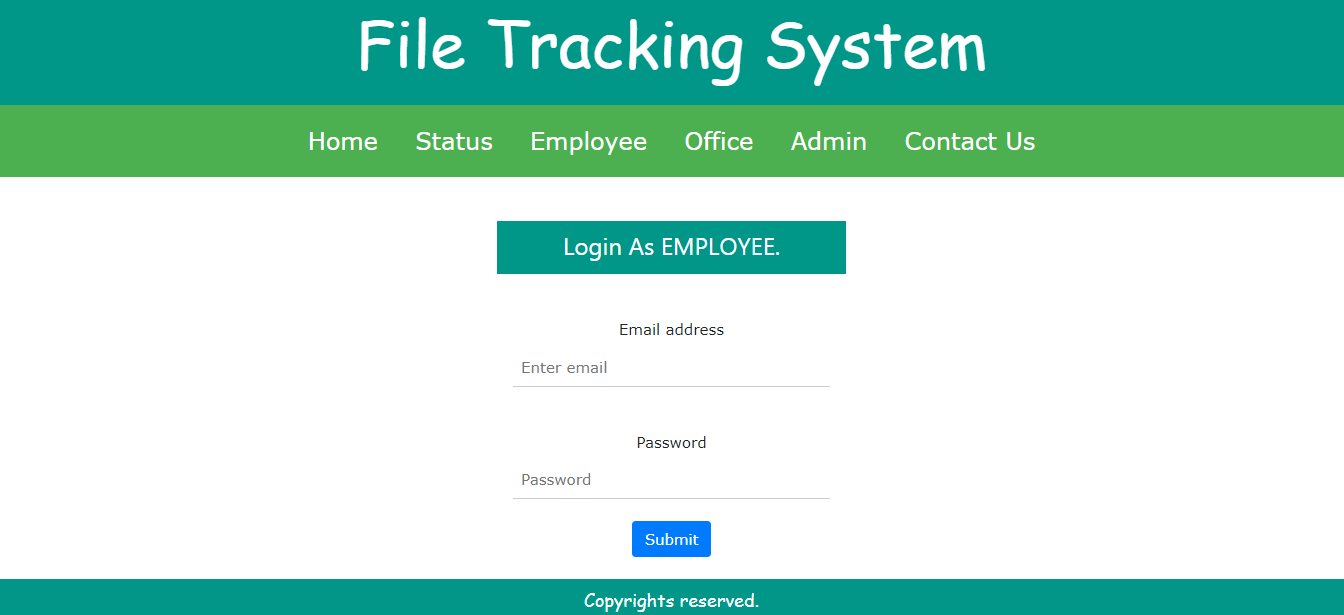 File Tracking System
Home Status Employee Office Admin Contact Us
Login As EMPLOYEE.
Email address
Enter email
Password
Password
Submit
Copyrights reserved.